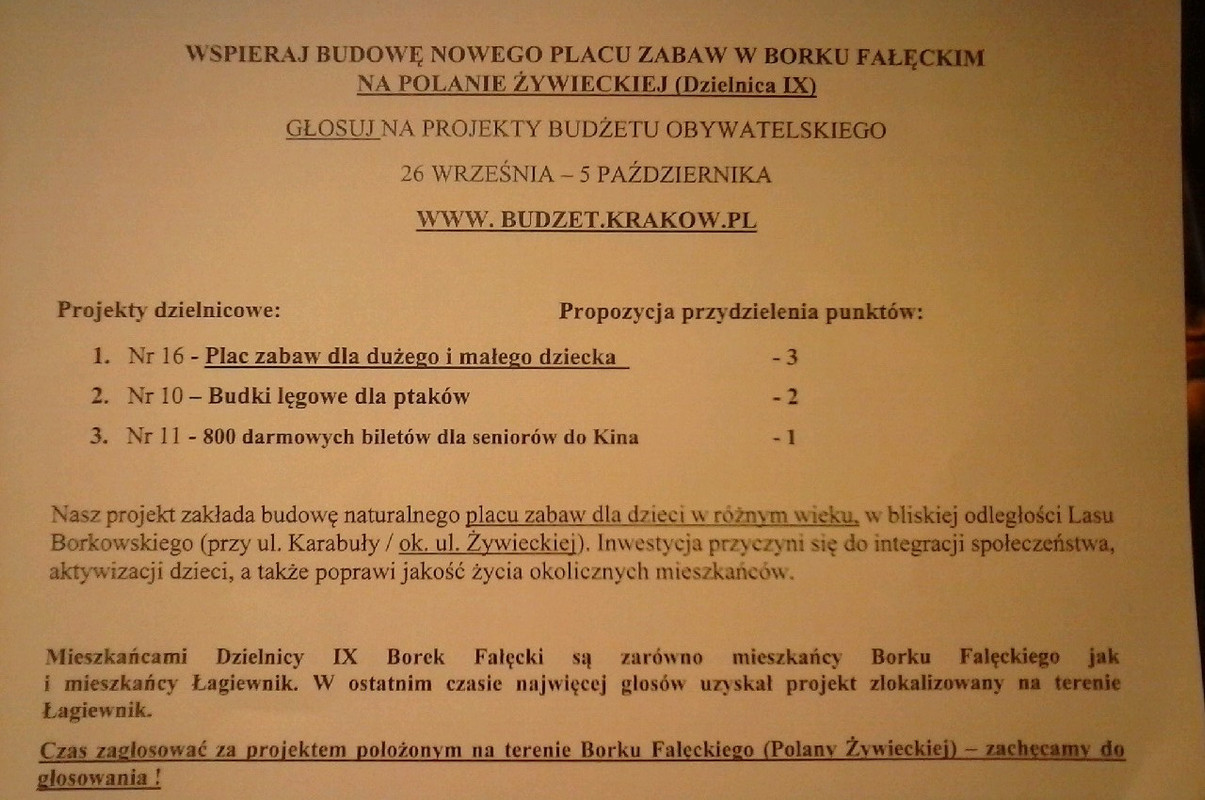 WSPIERAJ BUDOWĘ NOWEGO PLACU ZABAW W BORKU FAŁĘCKIM
NA POLANIE ŻYWIECKIEJ (Dzielnica IX)
GŁOSUJ NA PROJEKTY BUDŻETU OBYWATELSKIEGO
26 WRZEŚNIA – 5 PAŹDZIERNIKA
WWW. BUDZET.KRAKOW.PL
Projekty dzielnicowe: Propozycja przydzielenia punktów:
1. Nr 16 - Plac zabaw dla dużego i małego dziecka - 3
2. Nr 10 – Budki lęgowe dla ptaków - 2
3. Nr 11 - 800 darmowych biletów dla seniorów do Kina - 1
Nasz projekt zakłada budowę naturalnego placu zabaw dla dzieci w różnym wieku, w bliskiej odległości Lasu
Borkowskiego (przy ul. Karabuły / ok. ul. Żywieckiej). Inwestycja przyczyni się do integracji społeczeństwa,
aktywizacji dzieci, a także poprawi jakość życia okolicznych mieszkańców.
Mieszkańcami Dzielnicy IX Borek Fałęcki są zarówno mieszkańcy Borku Fałęckiego jak
i mieszkańcy Łagiewnik. W ostatnim czasie najwięcej głosów uzyskał projekt zlokalizowany na terenie
Łagiewnik.
Czas zagłosować za projektem położonym na terenie Borku Fałęckiego (Polany Żywieckiej) – zachęcamy do
głosowania !